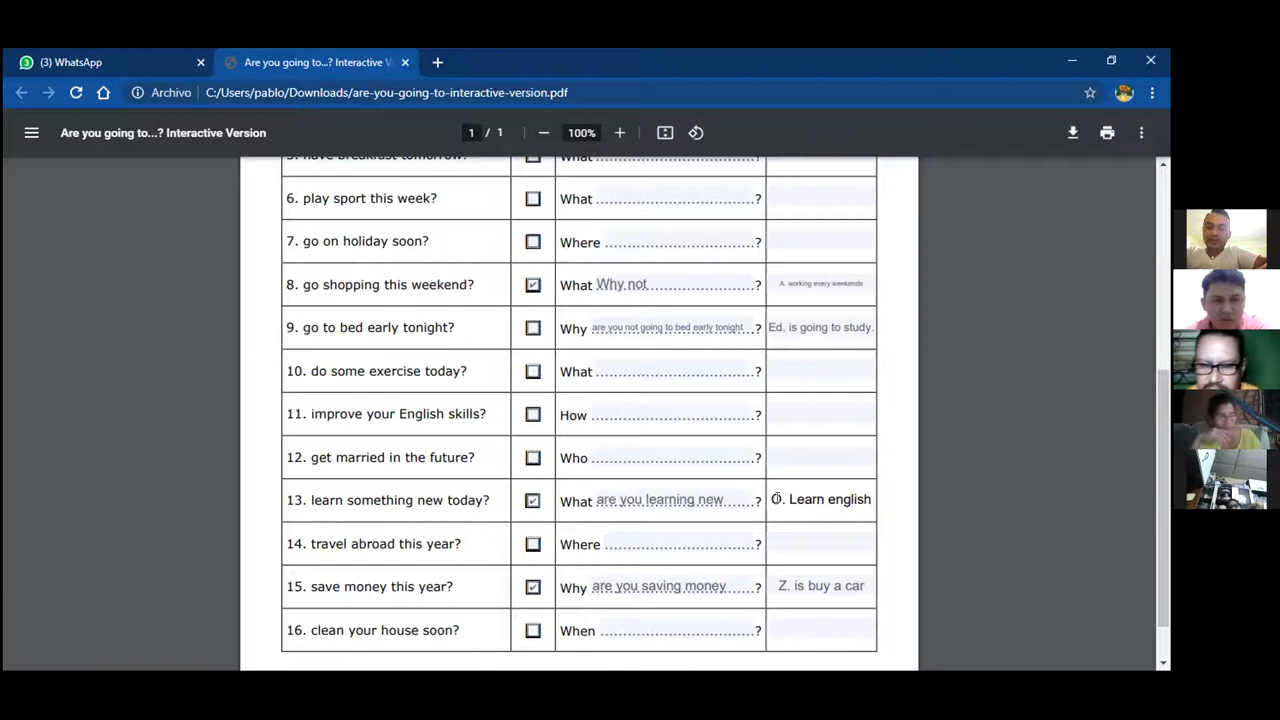 (3) WhatsApp
Are you going to...? Interactive V
Archivo C:/Users/pablo/Downloads/are-you-going-to-interactive-version.pdf
Are you going to...? Interactive Version 1 / 1 100%
5. have breakfast tomorrow? What ?
6. play sport this week? What ?
7. go on holiday soon? Where ?
8. go shopping this weekend? What Why not ? A. working every weekends
9. go to bed early tonight? Why are you not going to bed early tonight ? Ed, is going to study.
10. do some exercise today? What ?
11. improve your English skills? How ?
12. get married in the future? Who ?
13. learn something new today? What are you learning new ? O. Learn english
14. travel abroad this year? Where ?
15. save money this year? Why are you saving money ? Z. is buy a car
16. clean your house soon? When ?